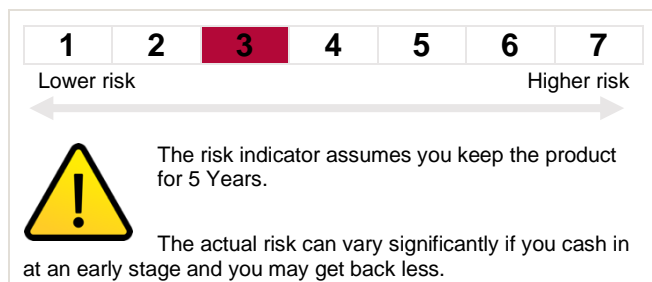 1 2 3 4 5 6 7
Lower risk Higher risk
The risk indicator assumes you keep the product
for 5 Years.
The actual risk can vary significantly if you cash in
at an early stage and you may get back less.